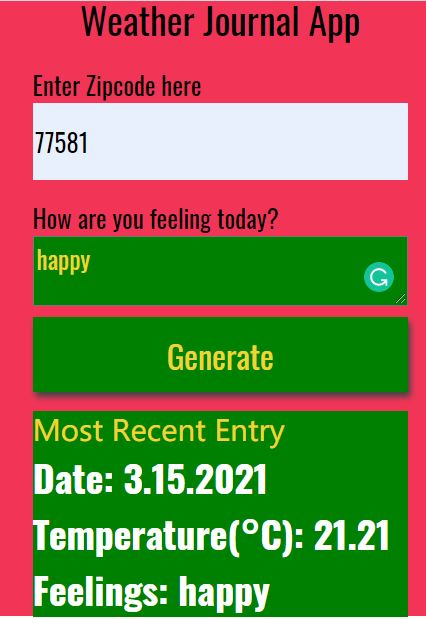 Weather Journal App
Enter Zipcode here
77581
How are you feeling today?
happy
Generate
Most Recent Entry
Date: 3.15.2021
Temperature(°C): 21.21
Feelings: happy